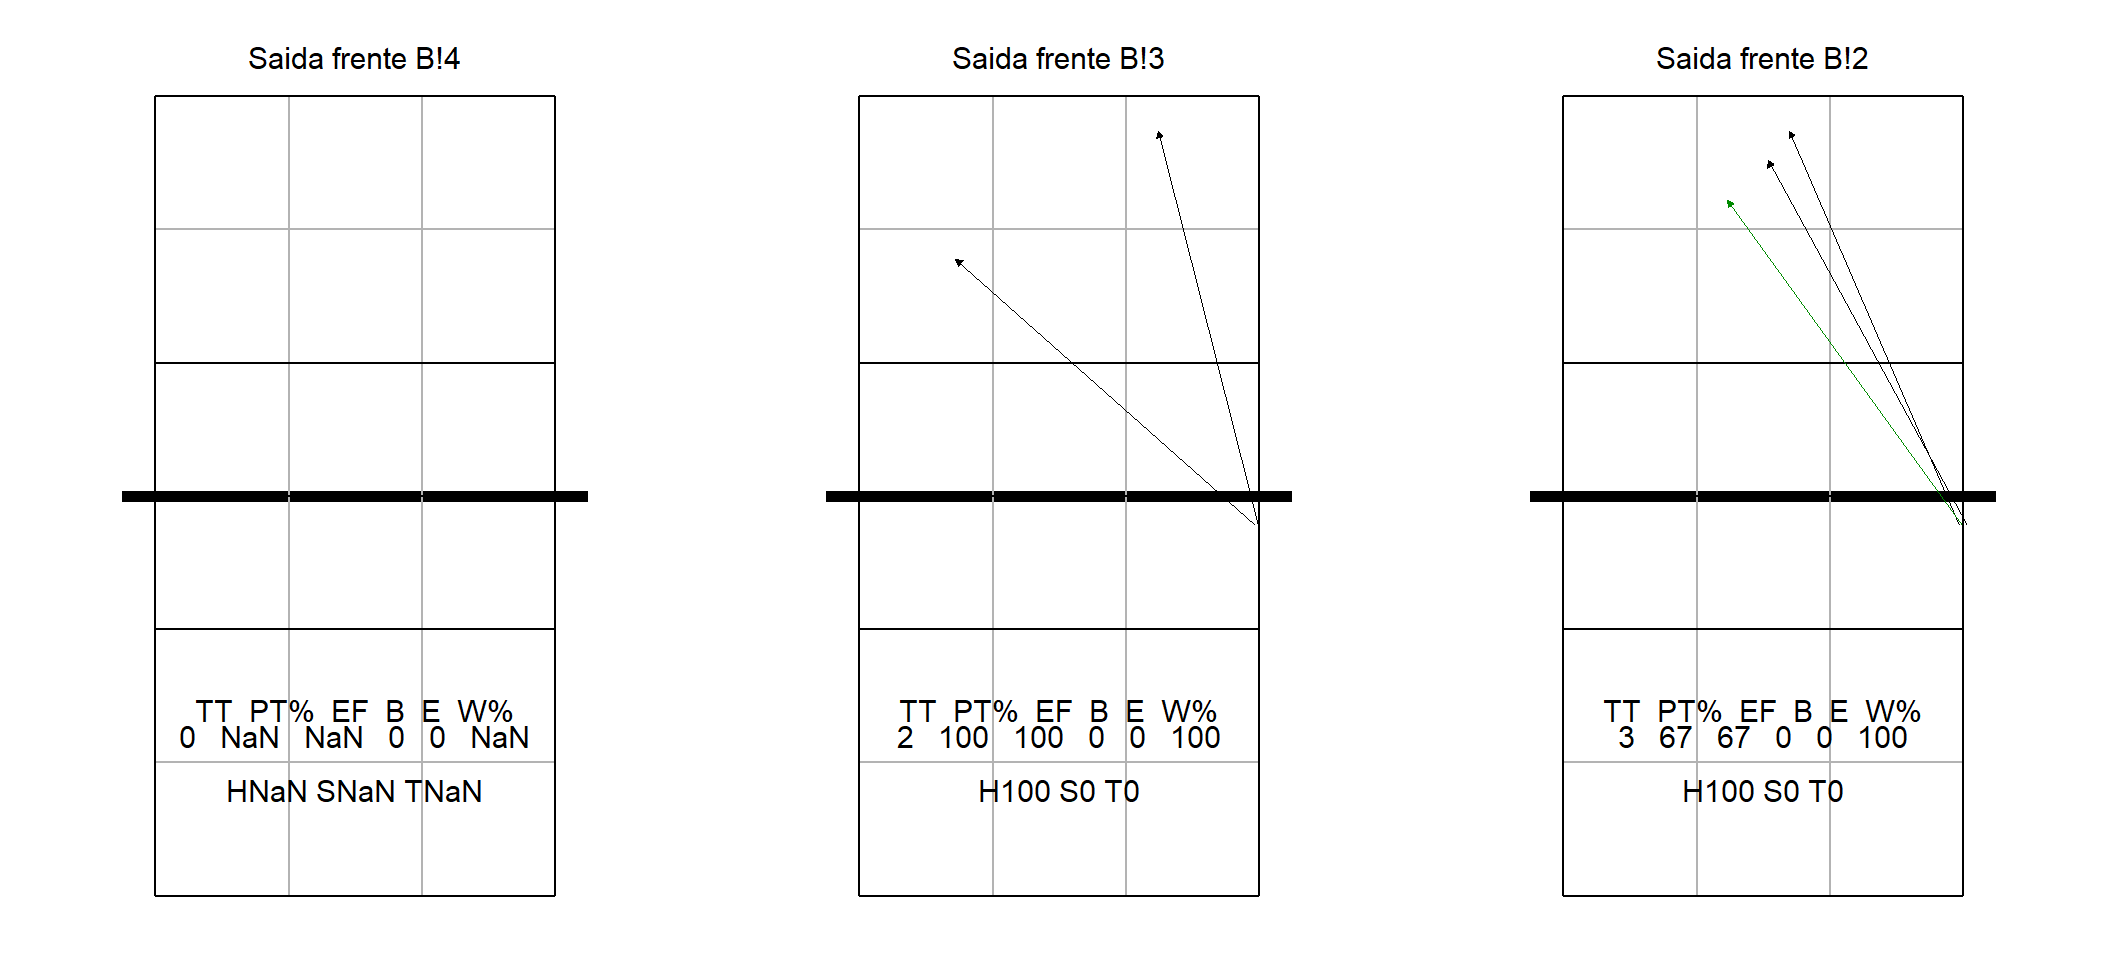 Saida frente B!4
TT PT% EF B E W%
0 NaN NaN 0 0 NaN
HNaN SNaN TNaN
Saida frente B!3
TT PT% EF B E W%
2 100 100 0 0 100
H100 S0 T0
Saida frente B!2
TT PT% EF B E W%
3 67 67 0 0 100
H100 S0 T0